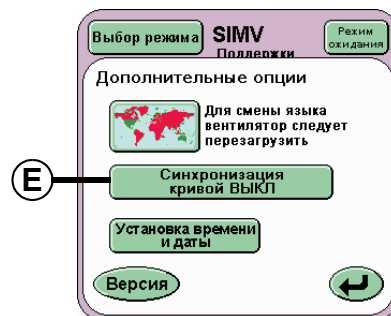 Выбор режима SIMV Режим
ожидания
Поддержки
Дополнительные опции
Для смены языка
вентилятор следует
перезагрузить
E
Синхронизация
кривой ВЫКЛ
Установка времени
и даты
Версия